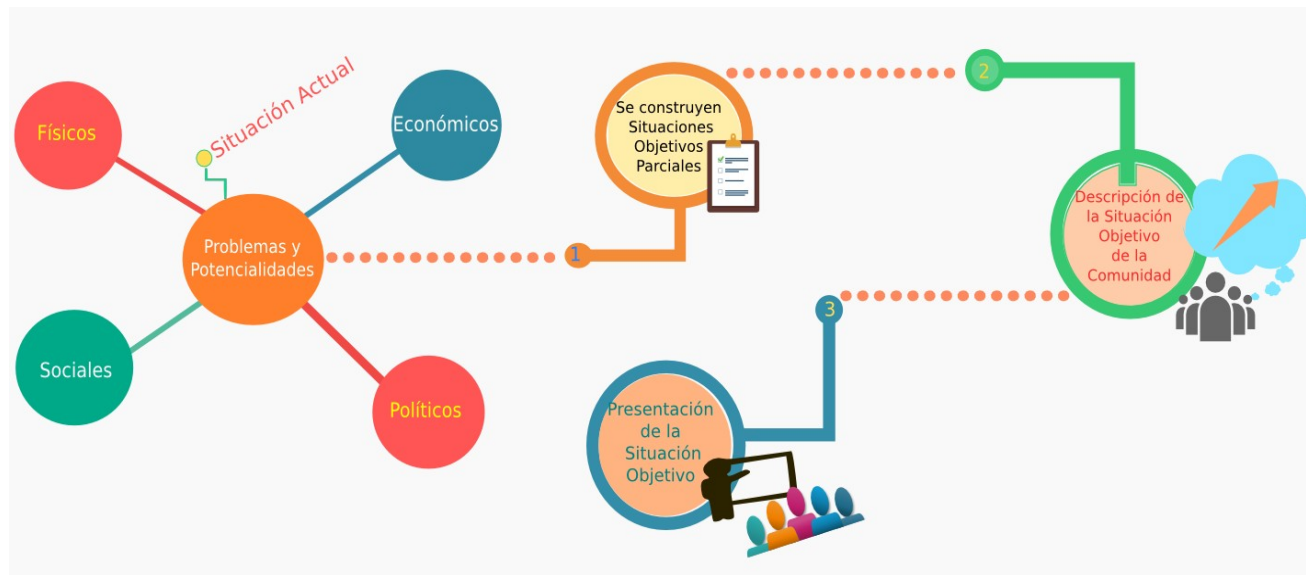 Situación Actual
Físicos
Económicos
Problemas y
Potencialidades
Sociales
Políticos
1
Se construyen
Situaciones
Objetivos
Parciales
2
Descripción de
la Situación
Objetivo
de la
Comunidad
3
Presentación
de la
Situación
Objetivo